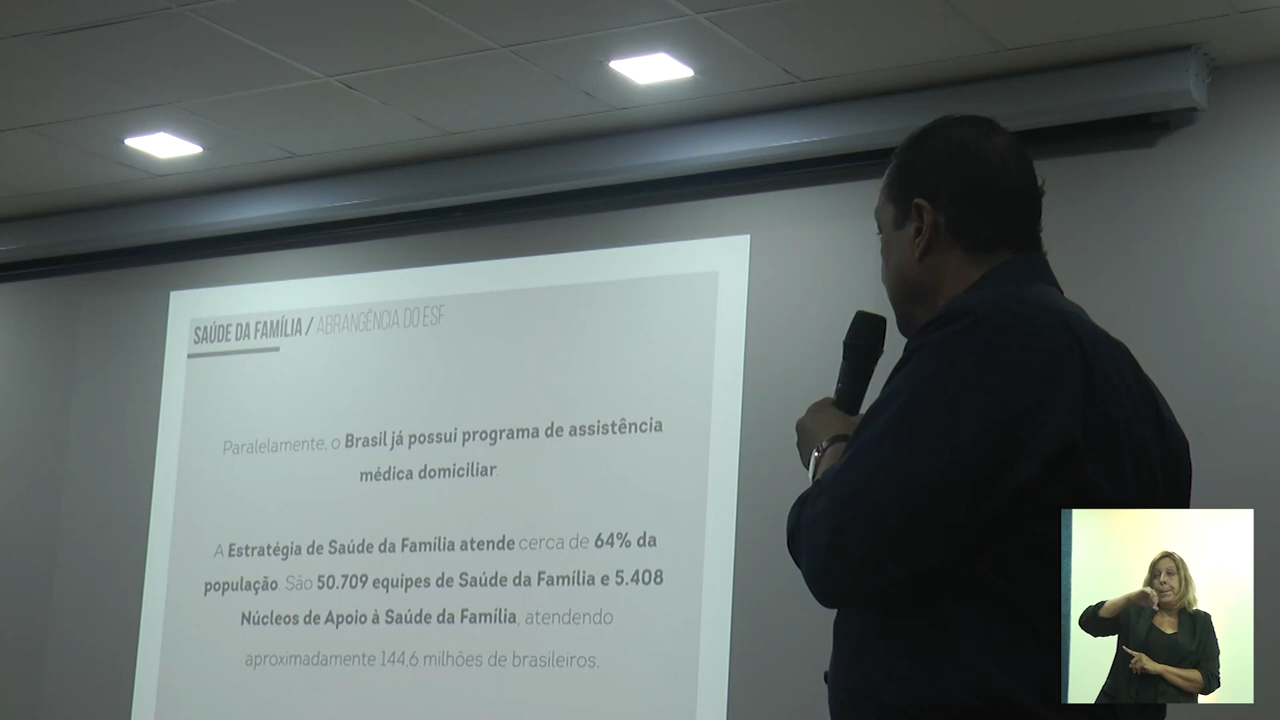 SAÚDE DA FAMÍLIA / ABRANGÊNCIA DO ESF
Paralelamente, o Brasil já possui programa de assistência
médica domiciliar.
A Estratégia de Saúde da Família atende cerca de 64% da
população. São 50.709 equipes de Saúde da Família e 5.408
Núcleos de Apoio à Saúde da Família, atendendo
aproximadamente 144,6 milhões de brasileiros.